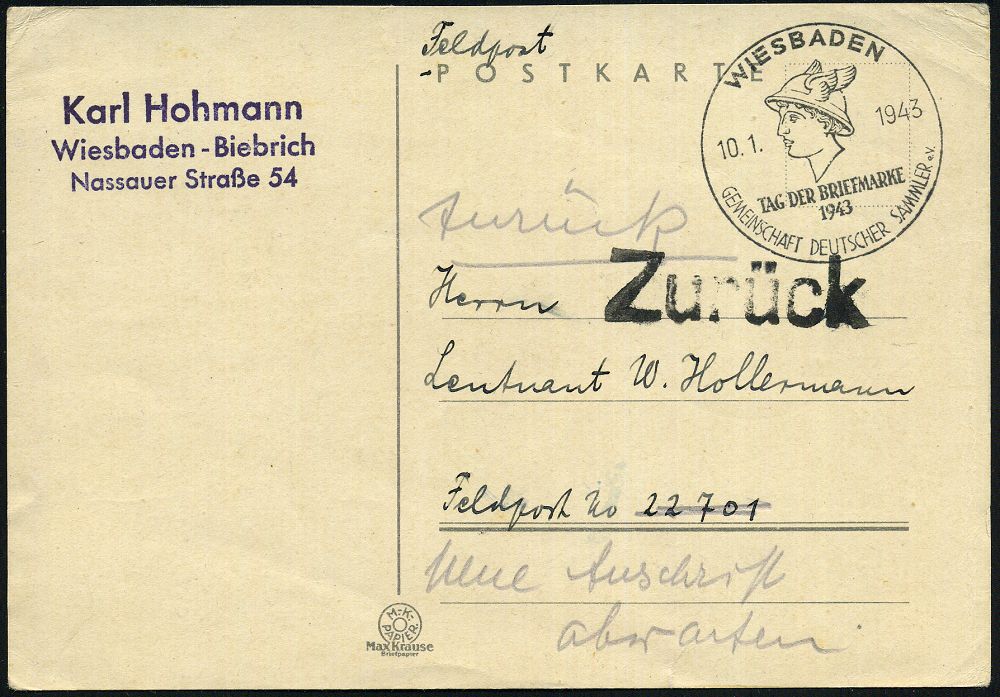 Feldpost
-POSTKARTE
Karl Hohmann
Wiesbaden-Biebrich
Nassauer Straße 54
WIESBADEN
10.1. 1943
TAG DER BRIEFMARKE
1943
GEMEINSCHAFT DEUTSCHER SAMMLER e.V.
Zurück
Zurück
Herrn
Leutnant W. Hollermann
Feldpost No 22701
Neue Anschrift
abwarten
M.-K.-
PAPIER.
Max Krause
Briefpapier